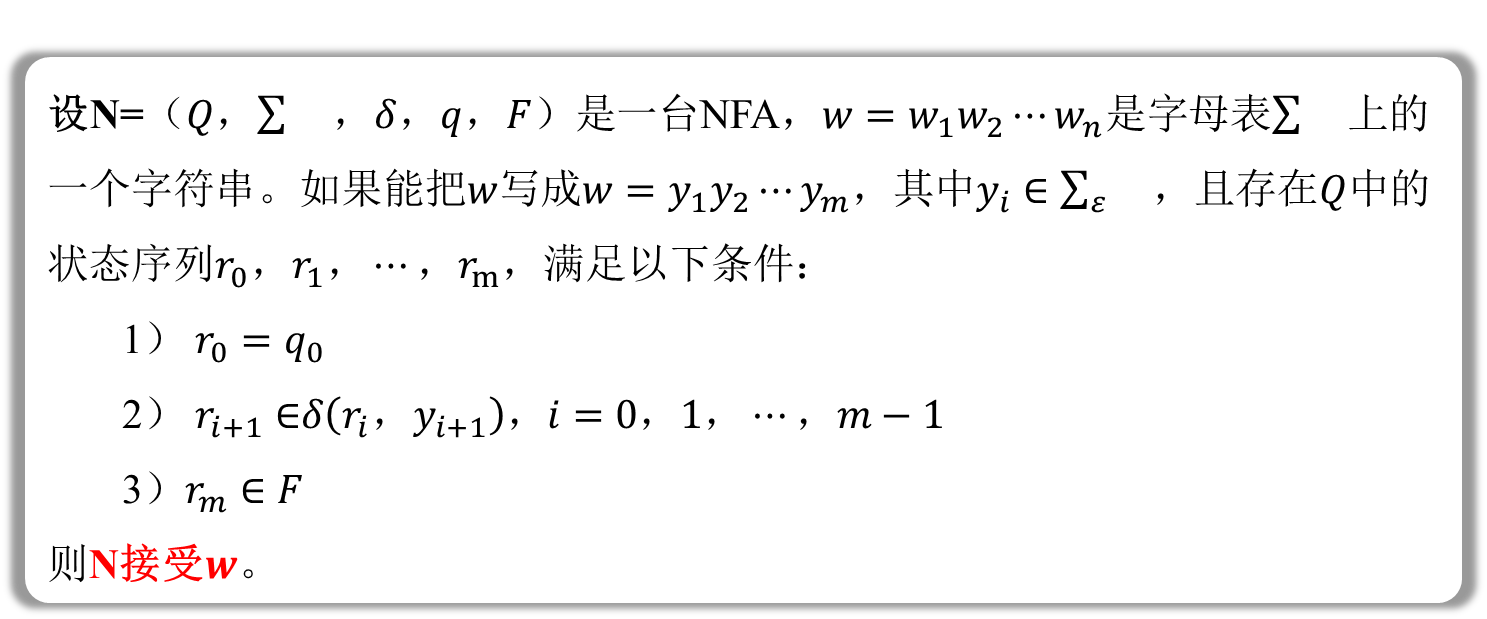 设N=（Q，∑ ，δ，q，F）是一台NFA，w = w₁w₂⋯wₙ是字母表∑ 上的
一个字符串。如果能把w写成w = y₁y₂⋯yₘ，其中yᵢ ∈ ∑ε ，且存在Q中的
状态序列r₀，r₁，⋯，rₘ，满足以下条件：
1） r₀ = q₀
2） rᵢ₊₁ ∈δ(rᵢ，yᵢ₊₁)，i = 0，1，⋯，m − 1
3）rₘ ∈ F
则N接受w。